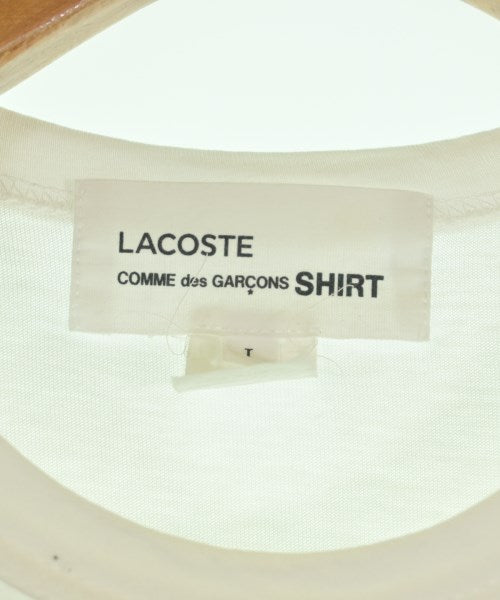 LACOSTE
COMME des GARÇONS SHIRT